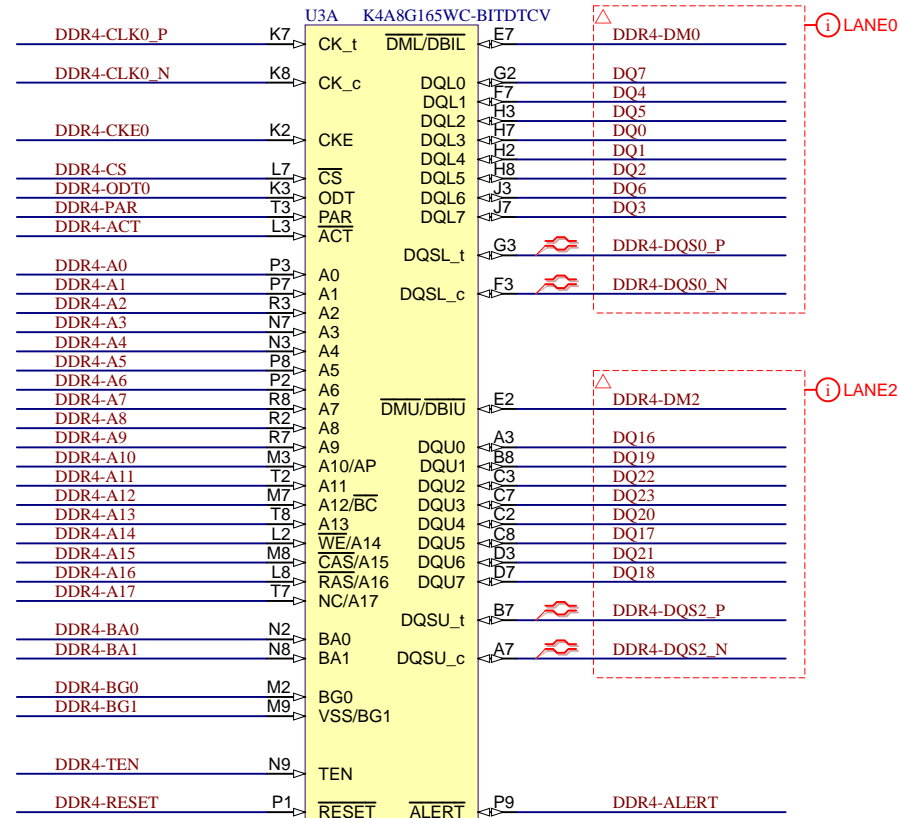 U3A K4A8G165WC-BITDTCV
DDR4-CLK0_P K7 CK_t DML/DBIL E7 DDR4-DM0 i LANE0
DDR4-CLK0_N K8 CK_c DQL0 G2 DQ7
DQL1 F7 DQ4
DQL2 H3 DQ5
DDR4-CKE0 K2 CKE DQL3 H7 DQ0
DQL4 H2 DQ1
DDR4-CS L7 CS DQL5 H8 DQ2
DDR4-ODT0 K3 ODT DQL6 J3 DQ6
DDR4-PAR T3 PAR DQL7 J7 DQ3
DDR4-ACT L3 ACT
DQSL_t G3 DDR4-DQS0_P
DDR4-A0 P3 A0
DDR4-A1 P7 A1 DQSL_c F3 DDR4-DQS0_N
DDR4-A2 R3 A2
DDR4-A3 N7 A3
DDR4-A4 N3 A4
DDR4-A5 P8 A5
DDR4-A6 P2 A6
DDR4-A7 R8 A7 DMU/DBIU E2 DDR4-DM2 i LANE2
DDR4-A8 R2 A8
DDR4-A9 R7 A9 DQU0 A3 DQ16
DDR4-A10 M3 A10/AP DQU1 B8 DQ19
DDR4-A11 T2 A11 DQU2 C3 DQ22
DDR4-A12 M7 A12/BC DQU3 C7 DQ23
DDR4-A13 T8 A13 DQU4 C2 DQ20
DDR4-A14 L2 WE/A14 DQU5 C8 DQ17
DDR4-A15 M8 CAS/A15 DQU6 D3 DQ21
DDR4-A16 L8 RAS/A16 DQU7 D7 DQ18
DDR4-A17 T7 NC/A17
DQSU_t B7 DDR4-DQS2_P
DDR4-BA0 N2 BA0
DDR4-BA1 N8 BA1 DQSU_c A7 DDR4-DQS2_N
DDR4-BG0 M2 BG0
DDR4-BG1 M9 VSS/BG1
DDR4-TEN N9 TEN
DDR4-RESET P1 RESET ALERT P9 DDR4-ALERT